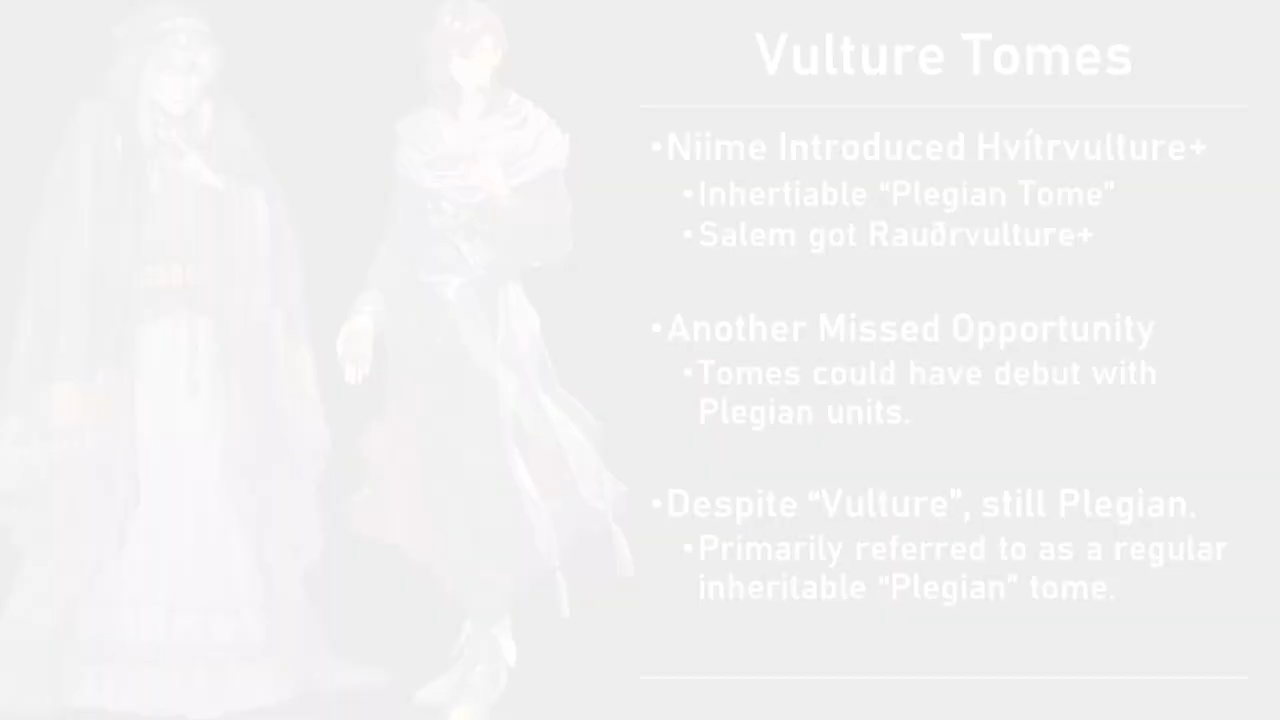 Vulture Tomes
•Niime Introduced Hvítrvulture+
•Inhertiable “Plegian Tome”
•Salem got Rauðrvulture+
•Another Missed Opportunity
•Tomes could have debut with
Plegian units.
•Despite “Vulture”, still Plegian.
•Primarily referred to as a regular
inheritable “Plegian” tome.